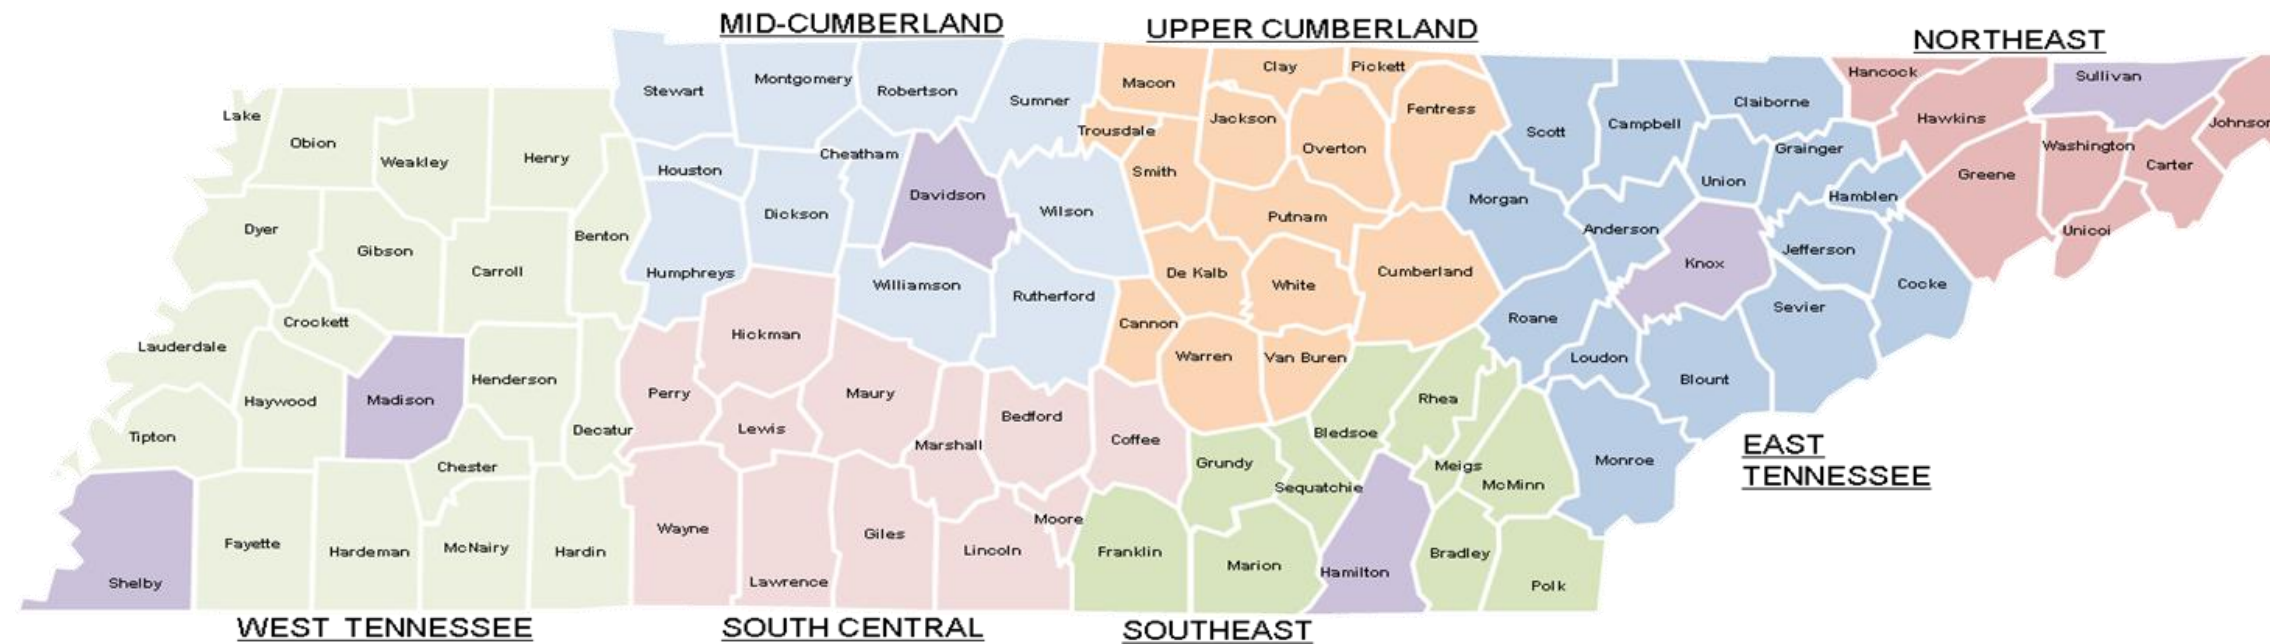 MID-CUMBERLAND
UPPER CUMBERLAND
NORTHEAST
Lake
Obion
Weakley
Henry
Dyer
Gibson
Carroll
Benton
Crockett
Lauderdale
Haywood
Madison
Henderson
Decatur
Tipton
Chester
Shelby
Fayette
Hardeman
McNairy
Hardin
Stewart
Montgomery
Robertson
Sumner
Houston
Cheatham
Davidson
Dickson
Wilson
Humphreys
Williamson
Rutherford
Hickman
Perry
Lewis
Maury
Marshall
Bedford
Coffee
Wayne
Lawrence
Giles
Lincoln
Moore
Macon
Clay
Pickett
Trousdale
Jackson
Fentress
Smith
Overton
Putnam
De Kalb
White
Cumberland
Cannon
Warren
Van Buren
Rhea
Bledsoe
Grundy
Sequatchie
Meigs
McMinn
Franklin
Marion
Hamilton
Bradley
Polk
Scott
Campbell
Claiborne
Morgan
Union
Grainger
Hamblen
Anderson
Knox
Jefferson
Cocke
Roane
Loudon
Sevier
Blount
Monroe
Hancock
Hawkins
Sullivan
Johnson
Washington
Carter
Greene
Unicoi
EAST
TENNESSEE
WEST TENNESSEE
SOUTH CENTRAL
SOUTHEAST